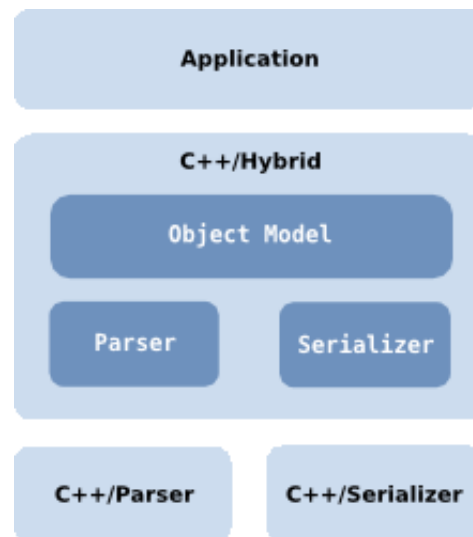 Application
C++/Hybrid
Object Model
Parser
Serializer
C++/Parser
C++/Serializer